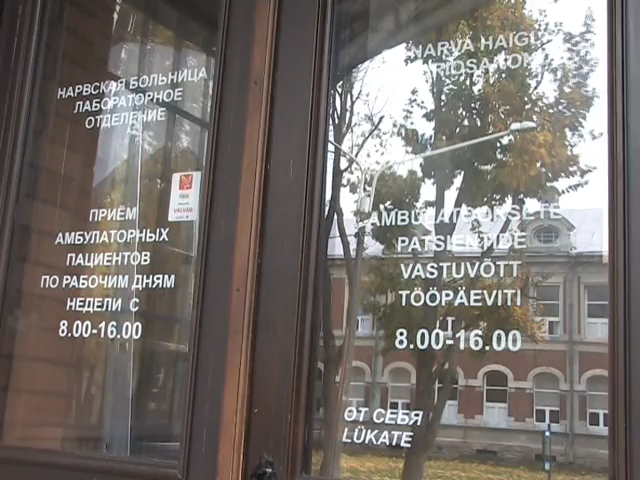 НАРВСКАЯ БОЛЬНИЦА
ЛАБОРАТОРНОЕ
ОТДЕЛЕНИЕ
ПРИЁМ
АМБУЛАТОРНЫХ
ПАЦИЕНТОВ
ПО РАБОЧИМ ДНЯМ
НЕДЕЛИ С
8.00-16.00
NARVA HAIGLA
AMBULATOORSETE
PATSIENTIDE
VASTUVÕTT
TÖÖPÄEVITI
8.00-16.00
ОТ СЕБЯ
LÜKATE